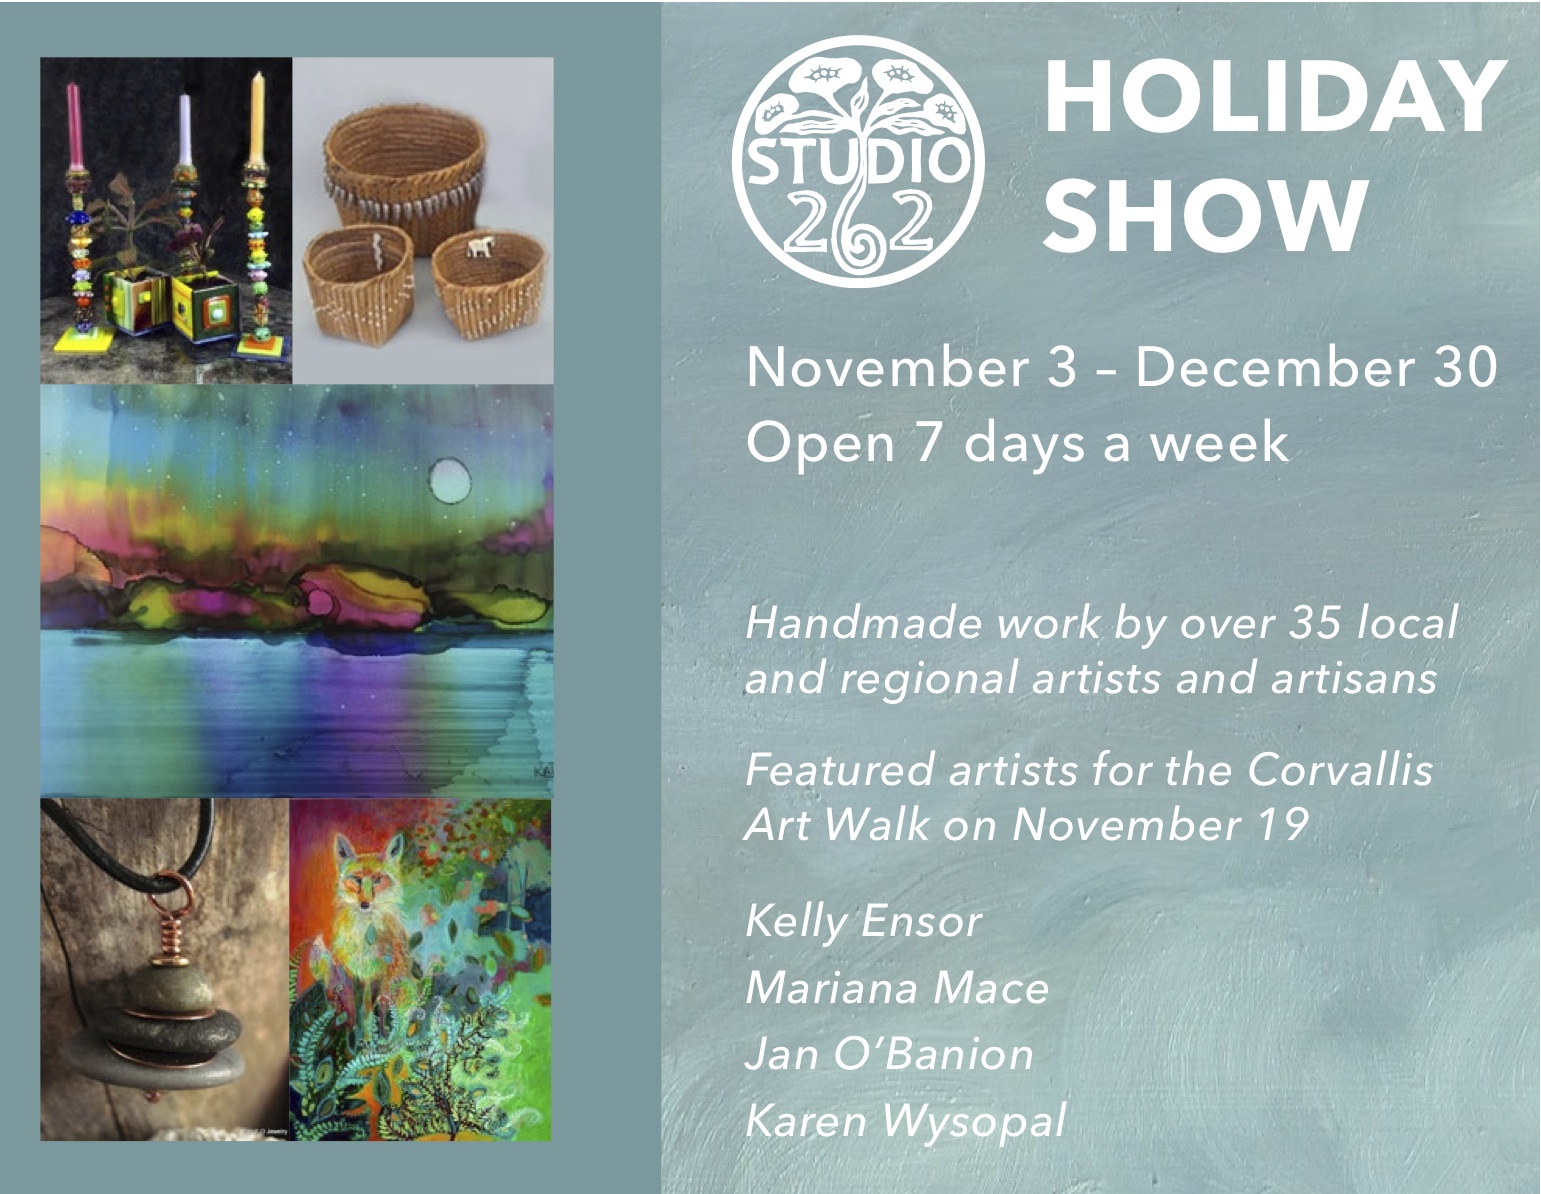 STUDIO
262
HOLIDAY
SHOW
November 3 – December 30
Open 7 days a week
Handmade work by over 35 local
and regional artists and artisans
Featured artists for the Corvallis
Art Walk on November 19
Kelly Ensor
Mariana Mace
Jan O’Banion
Karen Wysopal
Jewelry